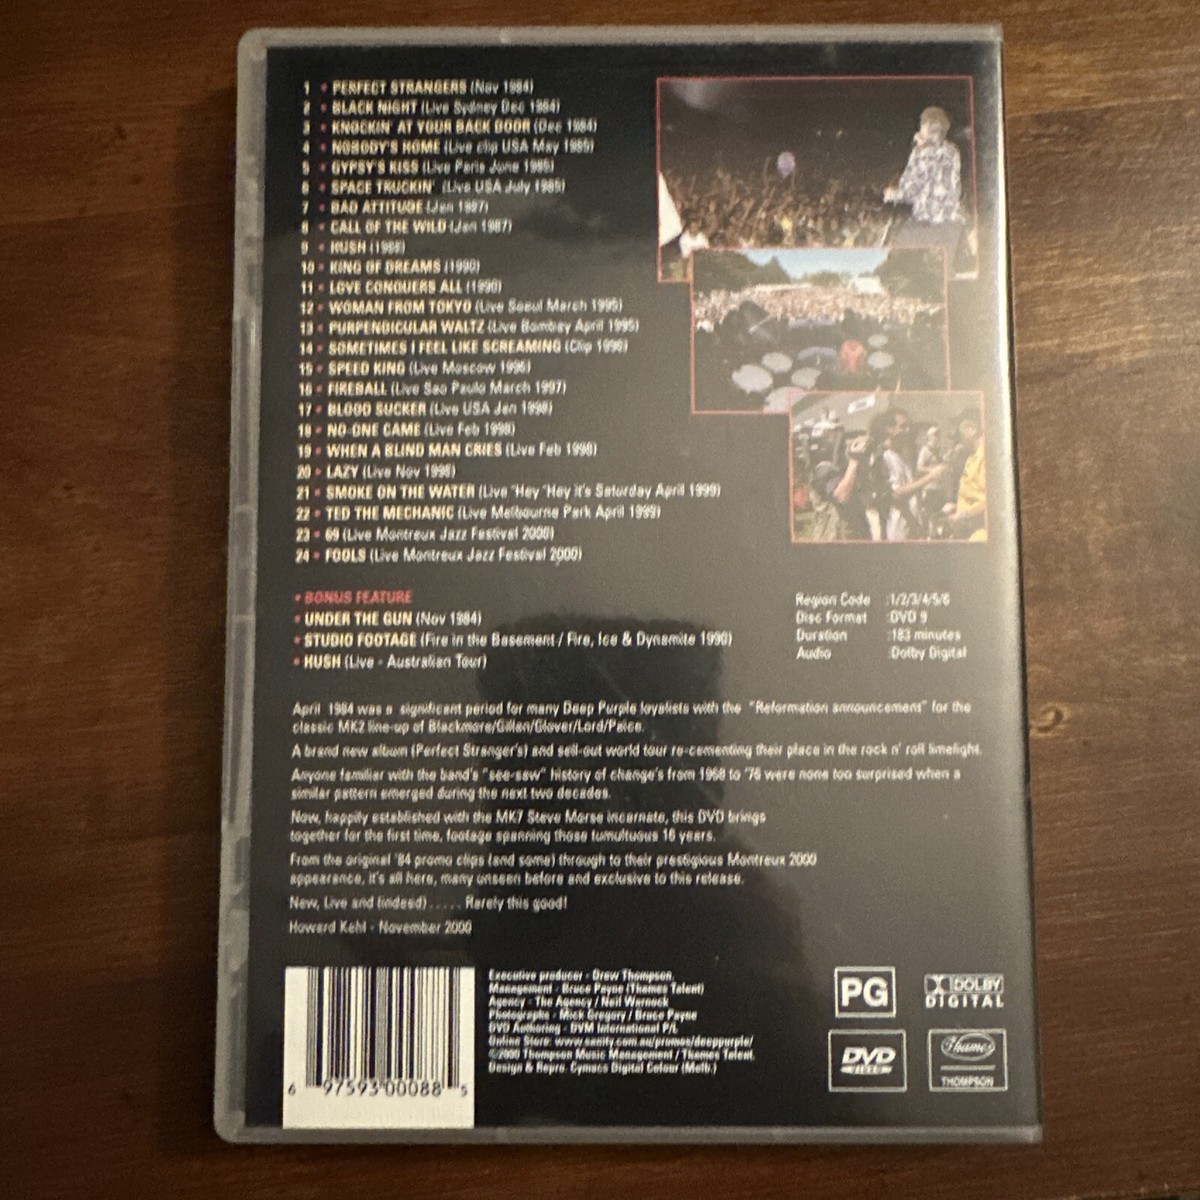 1 • PERFECT STRANGERS (Nov 1984)
2 • BLACK NIGHT (Live Sydney Dec 1984)
3 • KNOCKIN' AT YOUR BACK DOOR (Dec 1984)
4 • NOBODY'S HOME (Live clip USA May 1985)
5 • GYPSY'S KISS (Live Paris June 1985)
6 • SPACE TRUCKIN' (Live USA July 1985)
7 • BAD ATTITUDE (Jan 1987)
8 • CALL OF THE WILD (Jan 1987)
9 • HUSH (1988)
10 • KING OF DREAMS (1990)
11 • LOVE CONQUERS ALL (1990)
12 • WOMAN FROM TOKYO (Live Seoul March 1995)
13 • PURPENDICULAR WALTZ (Live Bombay April 1995)
14 • SOMETIMES I FEEL LIKE SCREAMING (Clip 1996)
15 • SPEED KING (Live Moscow 1996)
16 • FIREBALL (Live Sao Paulo March 1997)
17 • BLOOD SUCKER (Live USA Jan 1998)
18 • NO-ONE CAME (Live Feb 1998)
19 • WHEN A BLIND MAN CRIES (Live Feb 1998)
20 • LAZY (Live Nov 1998)
21 • SMOKE ON THE WATER (Live 'Hey 'Hey it's Saturday April 1999)
22 • TED THE MECHANIC (Live Melbourne Park April 1999)
23 • 69 (Live Montreux Jazz Festival 2000)
24 • FOOLS (Live Montreux Jazz Festival 2000)
• BONUS FEATURE
• UNDER THE GUN (Nov 1984)
• STUDIO FOOTAGE (Fire in the Basement / Fire, Ice & Dynamite 1990)
• HUSH (Live - Australian Tour)
Region Code :1/2/3/4/5/6
Disc Format :DVD 9
Duration :183 minutes
Audio :Dolby Digital
April 1984 was a significant period for many Deep Purple loyalists with the "Reformation announcement" for the
classic MK2 line-up of Blackmore/Gillan/Glover/Lord/Paice.
A brand new album (Perfect Stranger's) and sell-out world tour re-cementing their place in the rock n' roll limelight.
Anyone familiar with the band's "see-saw" history of change's from 1968 to '76 were none too surprised when a
similar pattern emerged during the next two decades.
Now, happily established with the MK7 Steve Morse incarnate, this DVD brings
together for the first time, footage spanning those tumultuous 16 years.
From the original '84 promo clips (and some) through to their prestigious Montreux 2000
appearance, it's all here, many unseen before and exclusive to this release.
New, Live and (indeed) ..... Rarely this good!
Howard Kehl - November 2000
6 97593 00088 5
Executive producer - Drew Thompson.
Management - Bruce Payne (Thames Talent)
Agency - The Agency / Neil Warnock
Photographs - Mick Gregory / Bruce Payne
DVD Authoring - DVM International P/L
Online Store: www.sanity.com.au/promos/deeppurple/
©2000 Thompson Music Management / Thames Talent.
Design & Repro. Cymacs Digital Colour (Melb.)
PG
DOLBY
DIGITAL
DVD
VIDEO
Thames
THOMPSON